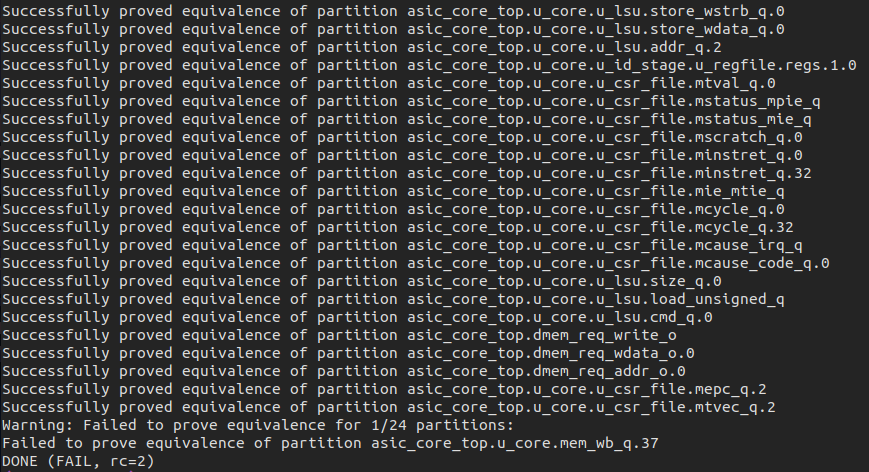 Successfully proved equivalence of partition asic_core_top.u_core.u_lsu.store_wstrb_q.0
Successfully proved equivalence of partition asic_core_top.u_core.u_lsu.store_wdata_q.0
Successfully proved equivalence of partition asic_core_top.u_core.u_lsu.addr_q.2
Successfully proved equivalence of partition asic_core_top.u_core.u_id_stage.u_regfile.regs.1.0
Successfully proved equivalence of partition asic_core_top.u_core.u_csr_file.mtval_q.0
Successfully proved equivalence of partition asic_core_top.u_core.u_csr_file.mstatus_mpie_q
Successfully proved equivalence of partition asic_core_top.u_core.u_csr_file.mstatus_mie_q
Successfully proved equivalence of partition asic_core_top.u_core.u_csr_file.mscratch_q.0
Successfully proved equivalence of partition asic_core_top.u_core.u_csr_file.minstret_q.0
Successfully proved equivalence of partition asic_core_top.u_core.u_csr_file.minstret_q.32
Successfully proved equivalence of partition asic_core_top.u_core.u_csr_file.mie_mtie_q
Successfully proved equivalence of partition asic_core_top.u_core.u_csr_file.mcycle_q.0
Successfully proved equivalence of partition asic_core_top.u_core.u_csr_file.mcycle_q.32
Successfully proved equivalence of partition asic_core_top.u_core.u_csr_file.mcause_irq_q
Successfully proved equivalence of partition asic_core_top.u_core.u_csr_file.mcause_code_q.0
Successfully proved equivalence of partition asic_core_top.u_core.u_lsu.size_q.0
Successfully proved equivalence of partition asic_core_top.u_core.u_lsu.load_unsigned_q
Successfully proved equivalence of partition asic_core_top.u_core.u_lsu.cmd_q.0
Successfully proved equivalence of partition asic_core_top.dmem_req_write_o
Successfully proved equivalence of partition asic_core_top.dmem_req_wdata_o.0
Successfully proved equivalence of partition asic_core_top.dmem_req_addr_o.0
Successfully proved equivalence of partition asic_core_top.u_core.u_csr_file.mepc_q.2
Successfully proved equivalence of partition asic_core_top.u_core.u_csr_file.mtvec_q.2
Warning: Failed to prove equivalence for 1/24 partitions:
Failed to prove equivalence of partition asic_core_top.u_core.mem_wb_q.37
DONE (FAIL, rc=2)